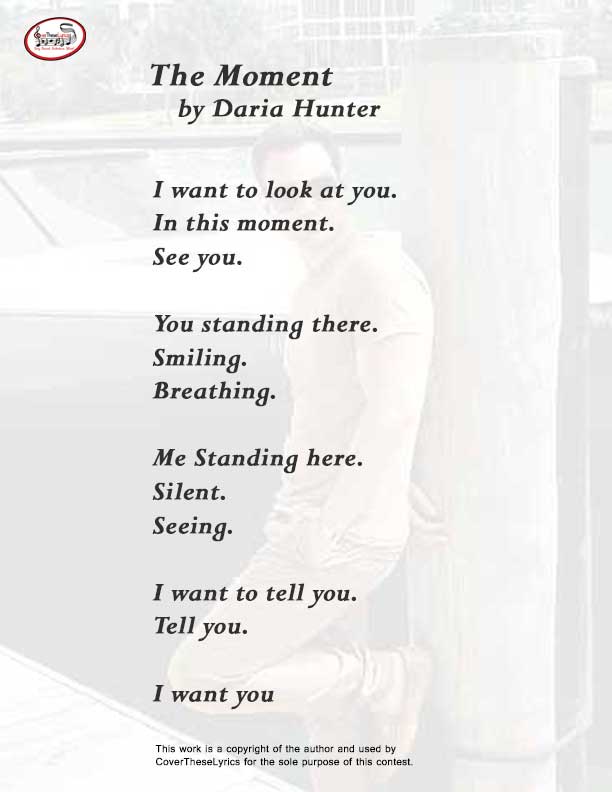 CoverTheseLyrics
The Moment
by Daria Hunter
I want to look at you.
In this moment.
See you.
You standing there.
Smiling.
Breathing.
Me Standing here.
Silent.
Seeing.
I want to tell you.
Tell you.
I want you
This work is a copyright of the author and used by
CoverTheseLyrics for the sole purpose of this contest.